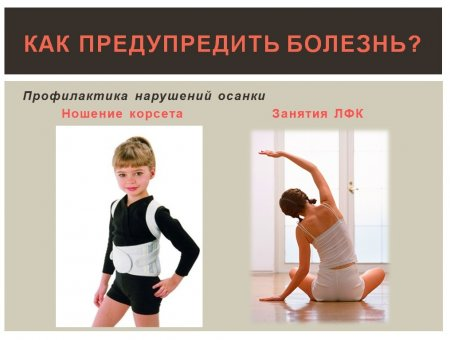 КАК ПРЕДУПРЕДИТЬ БОЛЕЗНЬ?
Профилактика нарушений осанки
Ношение корсета
Занятия ЛФК